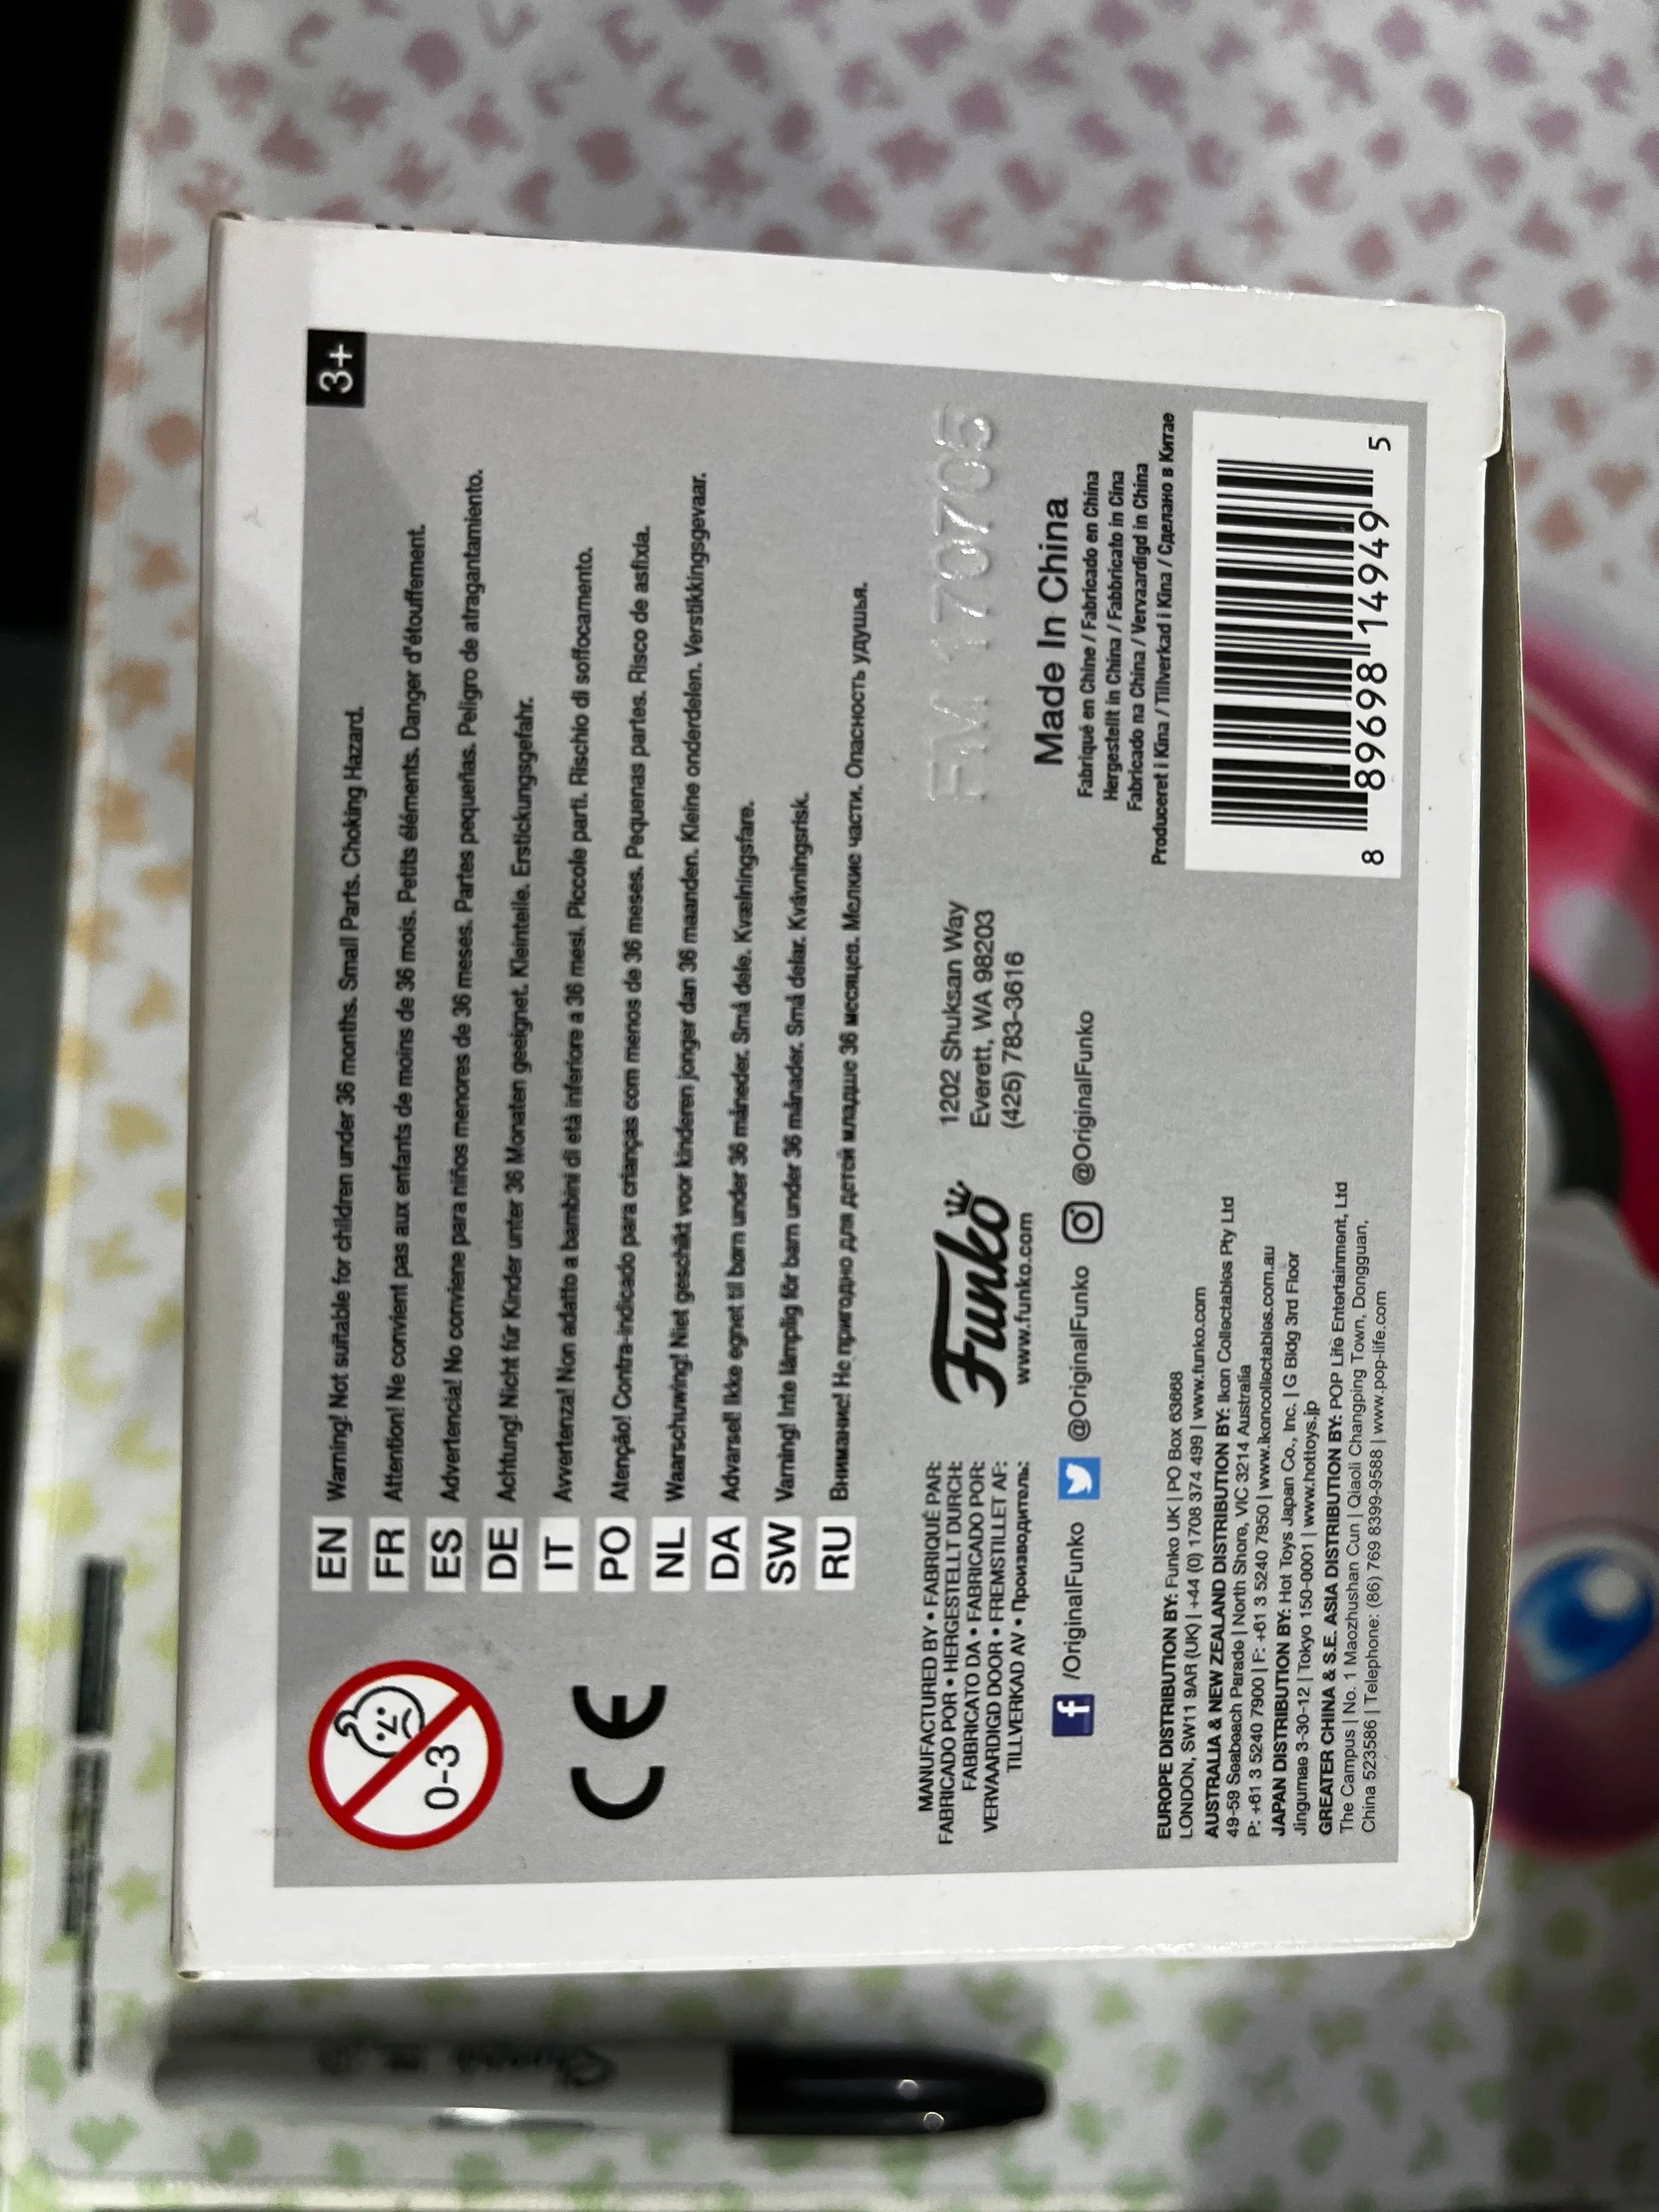 3+
EN Warning! Not suitable for children under 36 months. Small Parts. Choking Hazard.
FR Attention! Ne convient pas aux enfants de moins de 36 mois. Petits éléments. Danger d'étouffement.
ES Advertencia! No conviene para niños menores de 36 meses. Partes pequeñas. Peligro de atragantamiento.
DE Achtung! Nicht für Kinder unter 36 Monaten geeignet. Kleinteile. Erstickungsgefahr.
IT Avvertenza! Non adatto a bambini di età inferiore a 36 mesi. Piccole parti. Rischio di soffocamento.
PO Atenção! Contra-indicado para crianças com menos de 36 meses. Pequenas partes. Risco de asfixia.
NL Waarschuwing! Niet geschikt voor kinderen jonger dan 36 maanden. Kleine onderdelen. Verstikkingsgevaar.
DA Advarsel! Ikke egnet til børn under 36 måneder. Små dele. Kvælningsfare.
SW Varning! Inte lämplig för barn under 36 månader. Små delar. Kvävningsrisk.
RU Внимание! Не пригодно для детей младше 36 месяцев. Мелкие части. Опасность удушья.
0-3
CE
MANUFACTURED BY • FABRIQUÉ PAR:
FABRICADO POR • HERGESTELLT DURCH:
FABBRICATO DA • FABRICADO POR:
VERVAARDIGD DOOR • FREMSTILLET AF:
TILLVERKAD AV • Производитель:
Funko
www.funko.com
1202 Shuksan Way
Everett, WA 98203
(425) 783-3616
/OriginalFunko @OriginalFunko @OriginalFunko
FM170705
Made In China
Fabriqué en Chine / Fabricado en China
Hergestellt in China / Fabbricato in Cina
Fabricado na China / Vervaardigd in China
Produceret i Kina / Tillverkad i Kina / Сделано в Китае
EUROPE DISTRIBUTION BY: Funko UK | PO Box 63668
LONDON, SW11 9AR (UK) | +44 (0) 1708 374 499 | www.funko.com
AUSTRALIA & NEW ZEALAND DISTRIBUTION BY: Ikon Collectables Pty Ltd
49-59 Seabeach Parade | North Shore, VIC 3214 Australia
P: +61 3 5240 7900 | F: +61 3 5240 7950 | www.ikoncollectables.com.au
JAPAN DISTRIBUTION BY: Hot Toys Japan Co., Inc. | G Bldg 3rd Floor
Jingumae 3-30-12 | Tokyo 150-0001 | www.hottoys.jp
GREATER CHINA & S.E. ASIA DISTRIBUTION BY: POP Life Entertainment, Ltd
The Campus | No. 1 Maozhushan Cun | Qiaoli Changping Town, Dongguan,
China 523586 | Telephone: (86) 769 8399-9588 | www.pop-life.com
8 89698 14949 5